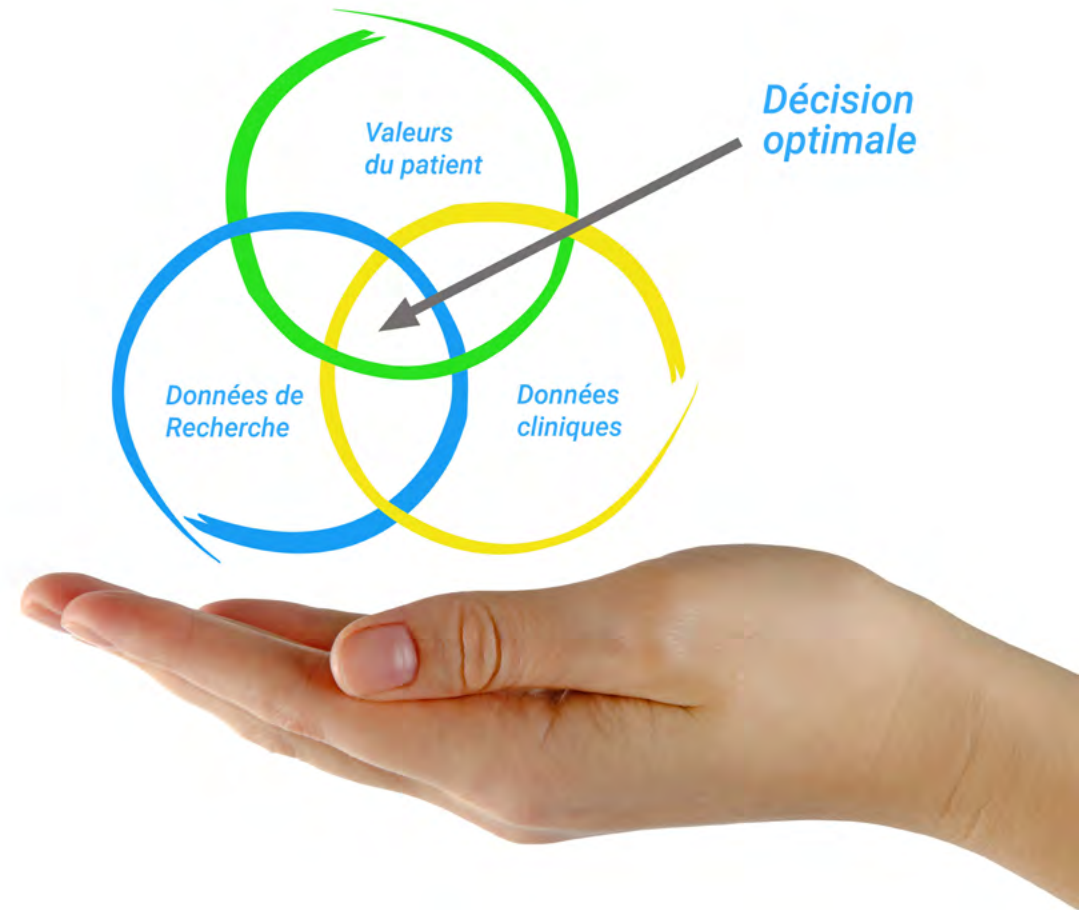 Valeurs
du patient
Décision
optimale
Données de
Recherche
Données
cliniques